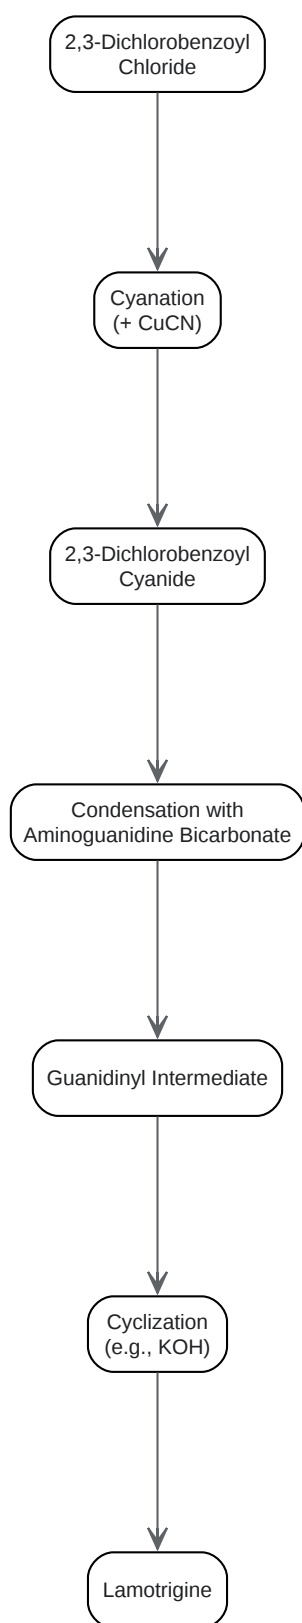 2,3-Dichlorobenzoyl
Chloride
Cyanation
(+ CuCN)
2,3-Dichlorobenzoyl
Cyanide
Condensation with
Aminoguanidine Bicarbonate
Guanidinyl Intermediate
Cyclization
(e.g., KOH)
Lamotrigine